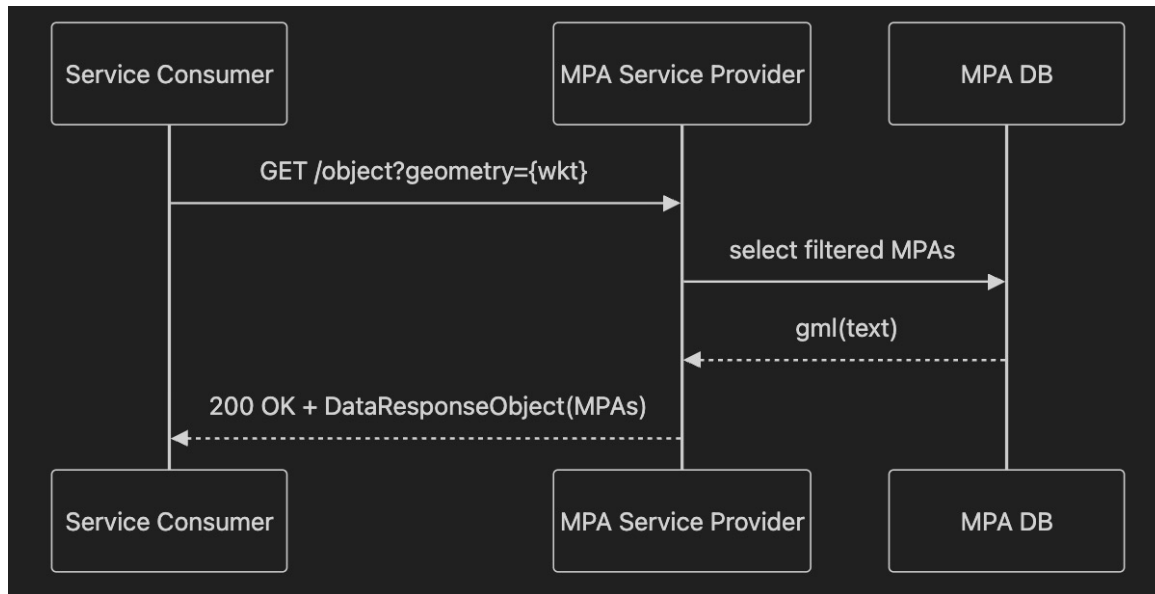 Service Consumer
MPA Service Provider
MPA DB
GET /object?geometry={wkt}
select filtered MPAs
gml(text)
200 OK + DataResponseObject(MPAs)
Service Consumer
MPA Service Provider
MPA DB